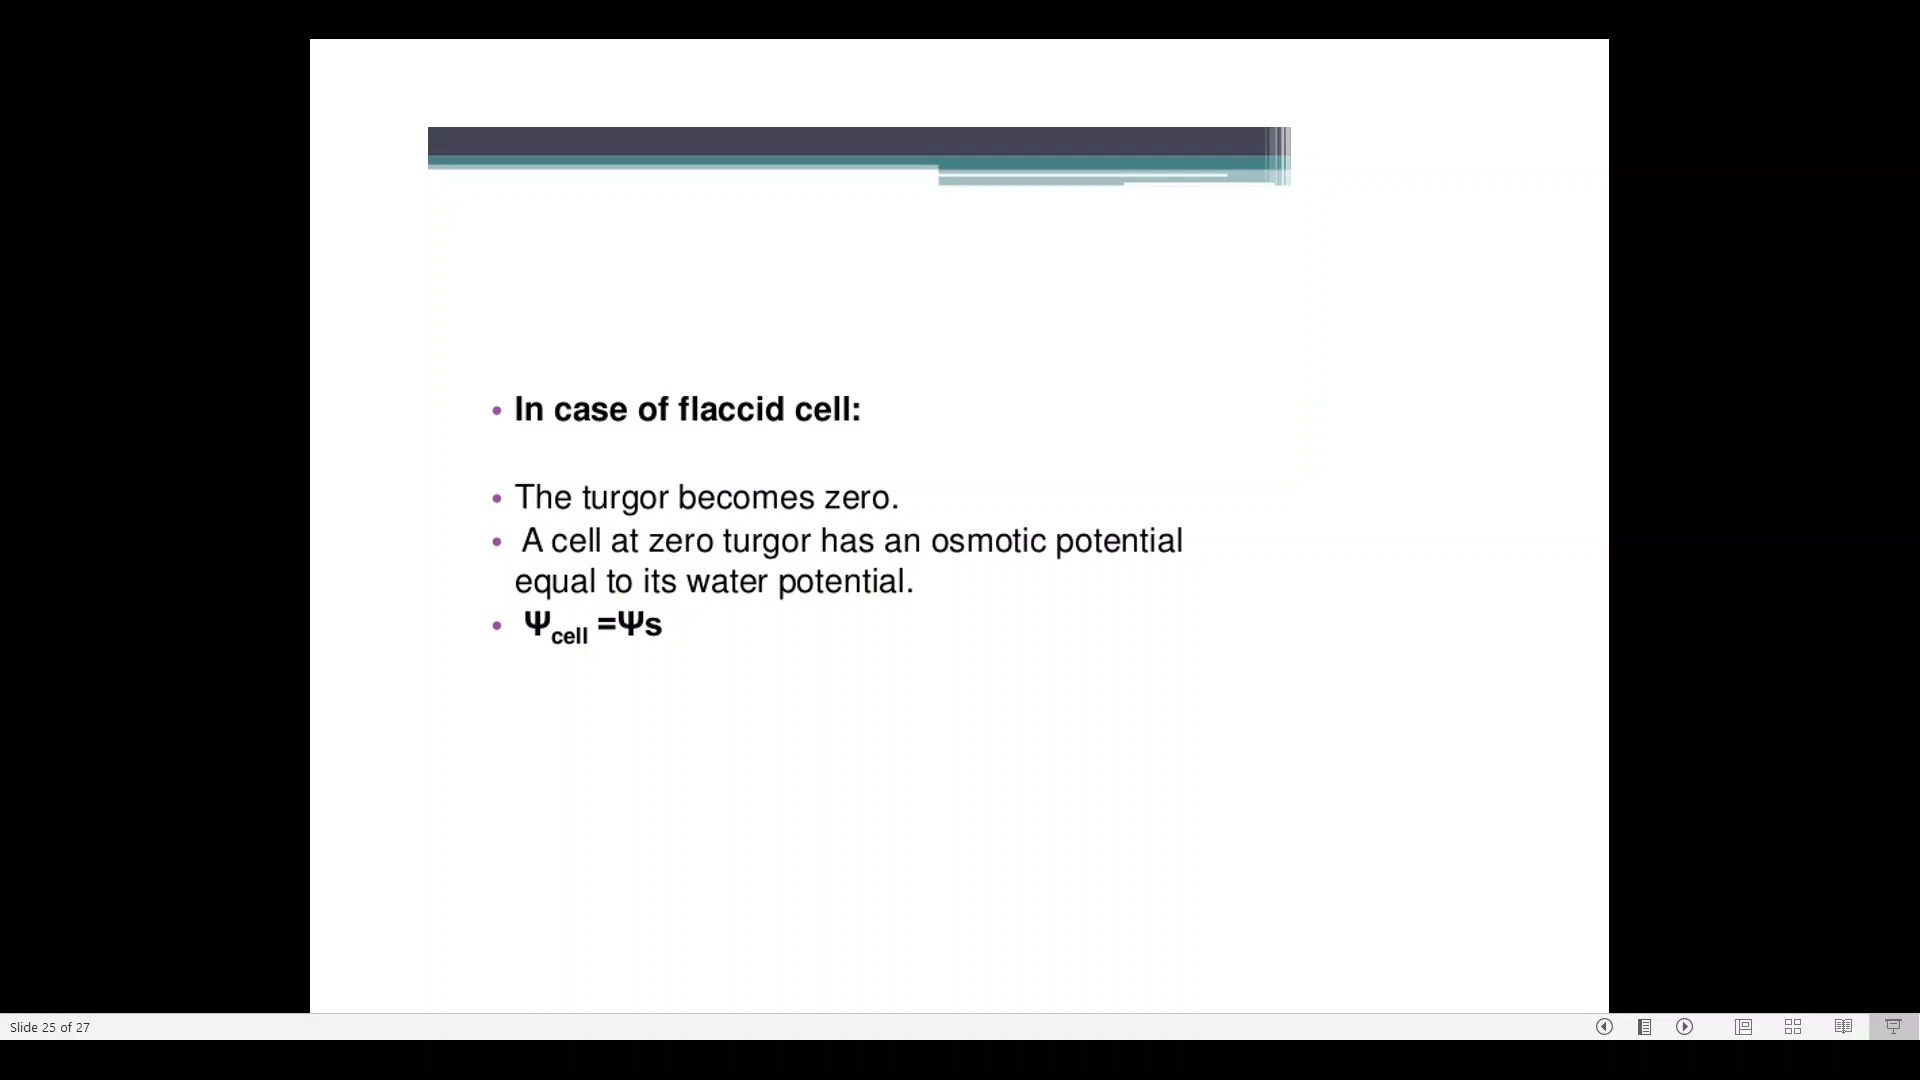 • In case of flaccid cell:
• The turgor becomes zero.
• A cell at zero turgor has an osmotic potential
equal to its water potential.
• Ψcell =Ψs
Slide 25 of 27